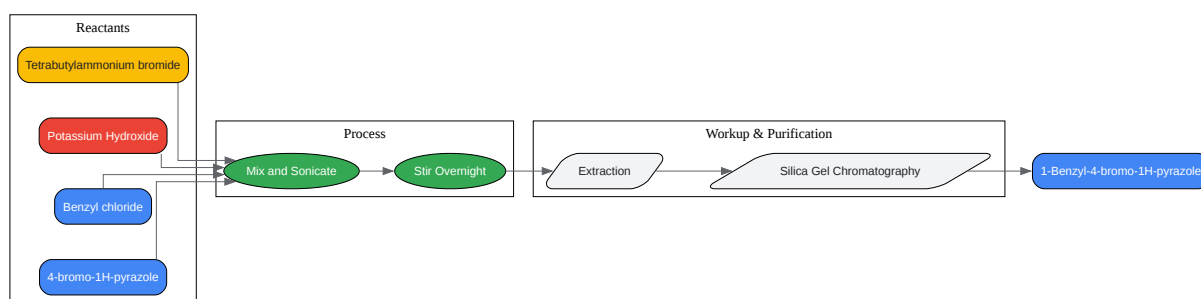 Reactants
Tetrabutylammonium bromide
Potassium Hydroxide
Benzyl chloride
4-bromo-1H-pyrazole
Process
Mix and Sonicate
Stir Overnight
Workup & Purification
Extraction
Silica Gel Chromatography
1-Benzyl-4-bromo-1H-pyrazole